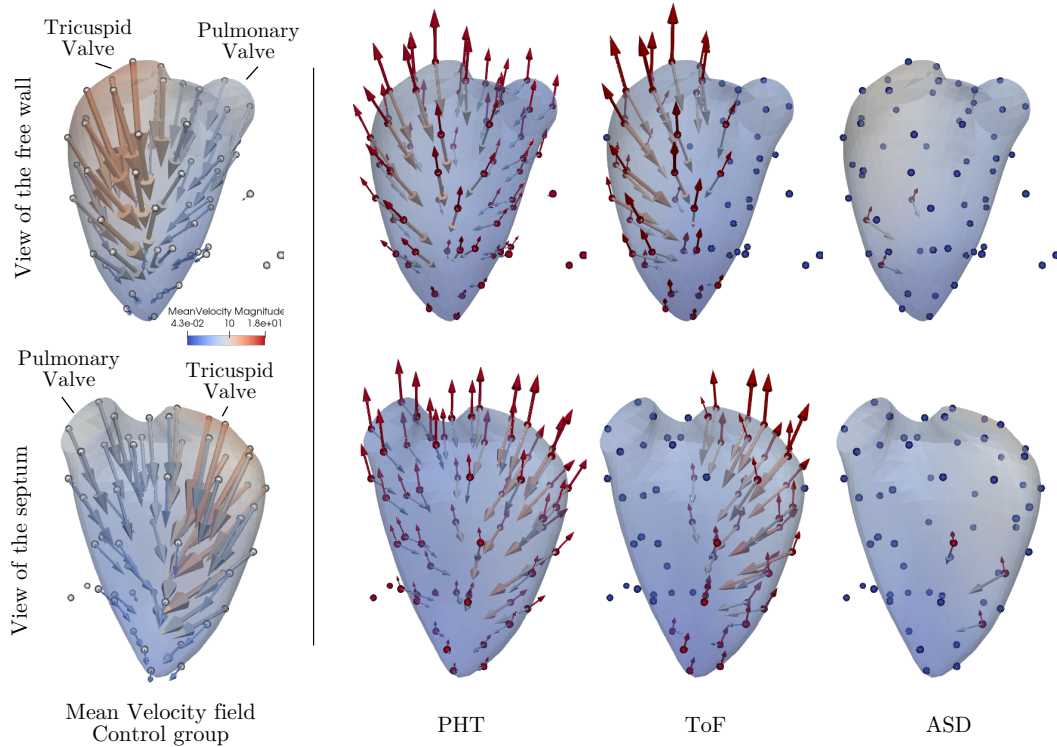 Tricuspid
Valve
Pulmonary
Valve
View of the free wall
MeanVelocity Magnitude
4.3e-02 10 1.8e+01
Pulmonary
Valve
Tricuspid
Valve
View of the septum
Mean Velocity field
Control group
PHT
ToF
ASD